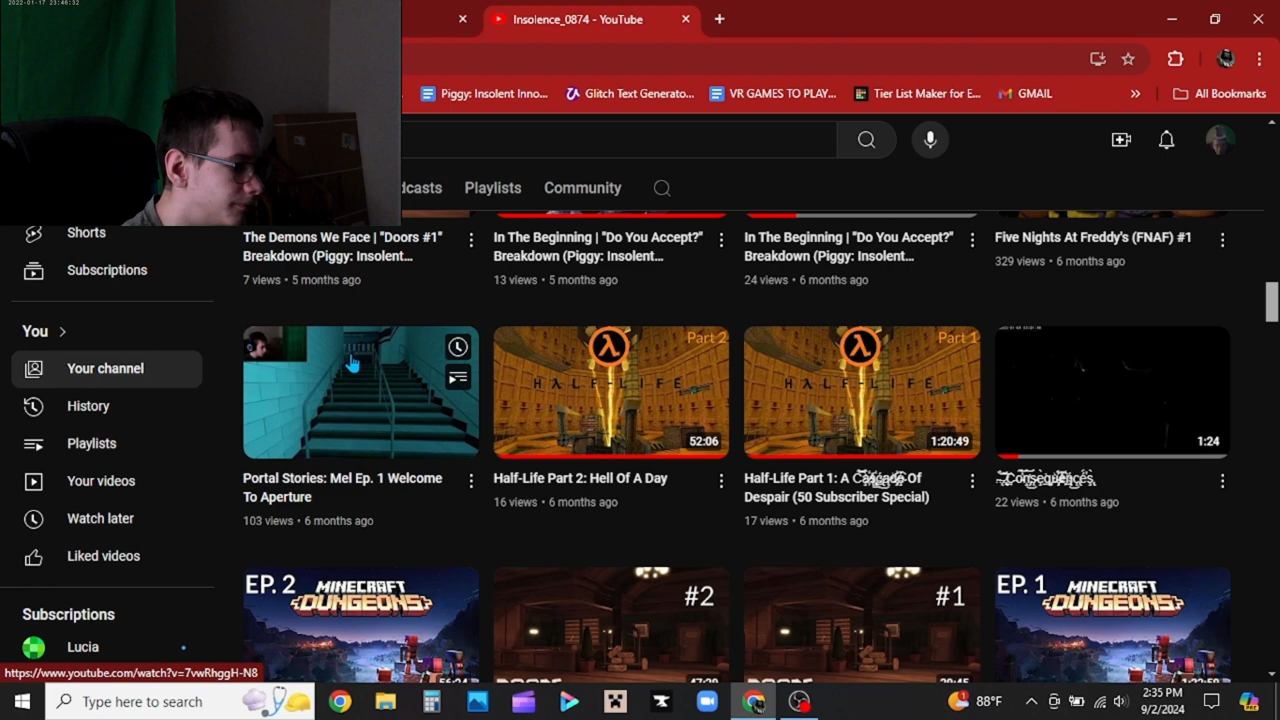 2022-01-17 23:46:32
Insolence_0874 - YouTube
Piggy: Insolent Inno...
Glitch Text Generato...
VR GAMES TO PLAY...
Tier List Maker for E...
GMAIL
All Bookmarks
dcasts
Playlists
Community
Shorts
Subscriptions
You
Your channel
History
Playlists
Your videos
Watch later
Liked videos
Subscriptions
Lucia
The Demons We Face | "Doors #1"
Breakdown (Piggy: Insolent...
7 views • 5 months ago
In The Beginning | "Do You Accept?"
Breakdown (Piggy: Insolent...
13 views • 5 months ago
In The Beginning | "Do You Accept?"
Breakdown (Piggy: Insolent...
24 views • 6 months ago
Five Nights At Freddy's (FNAF) #1
329 views • 6 months ago
Portal Stories: Mel Ep. 1 Welcome
To Aperture
103 views • 6 months ago
Part 2
HALF-LIFE
52:06
Half-Life Part 2: Hell Of A Day
16 views • 6 months ago
Part 1
HALF-LIFE
1:20:49
Half-Life Part 1: A Cascade Of
Despair (50 Subscriber Special)
17 views • 6 months ago
1:24
Consequences
22 views • 6 months ago
EP. 2
MINECRAFT
DUNGEONS
#2
#1
EP. 1
MINECRAFT
DUNGEONS
https://www.youtube.com/watch?v=7vwRhggH-N8
Type here to search
88°F
2:35 PM
9/2/2024